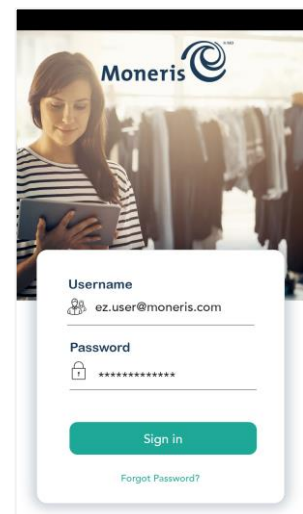 Moneris
Username
ez.user@moneris.com
Password
*************
Sign in
Forgot Password?